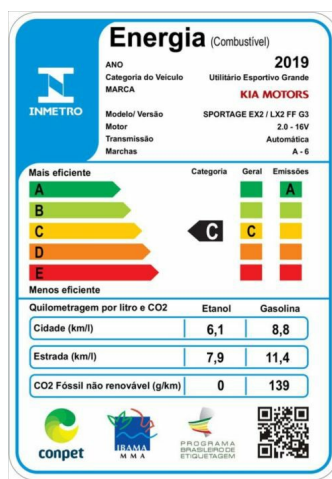 Energia (Combustível)
ANO 2019
Categoria do Veiculo Utilitário Esportivo Grande
MARCA KIA MOTORS
INMETRO
Modelo/ Versão SPORTAGE EX2 / LX2 FF G3
Motor 2.0 - 16V
Transmissão Automática
Marchas A - 6
Mais eficiente Categoria Geral Emissões
A A
B
C C C
D
E
Menos eficiente
Quilometragem por litro e CO2 Etanol Gasolina
Cidade (km/l) 6,1 8,8
Estrada (km/l) 7,9 11,4
CO2 Fóssil não renovável (g/km) 0 139
conpet
IBAMA
M M A
PROGRAMA
BRASILEIRO DE
ETIQUETAGEM